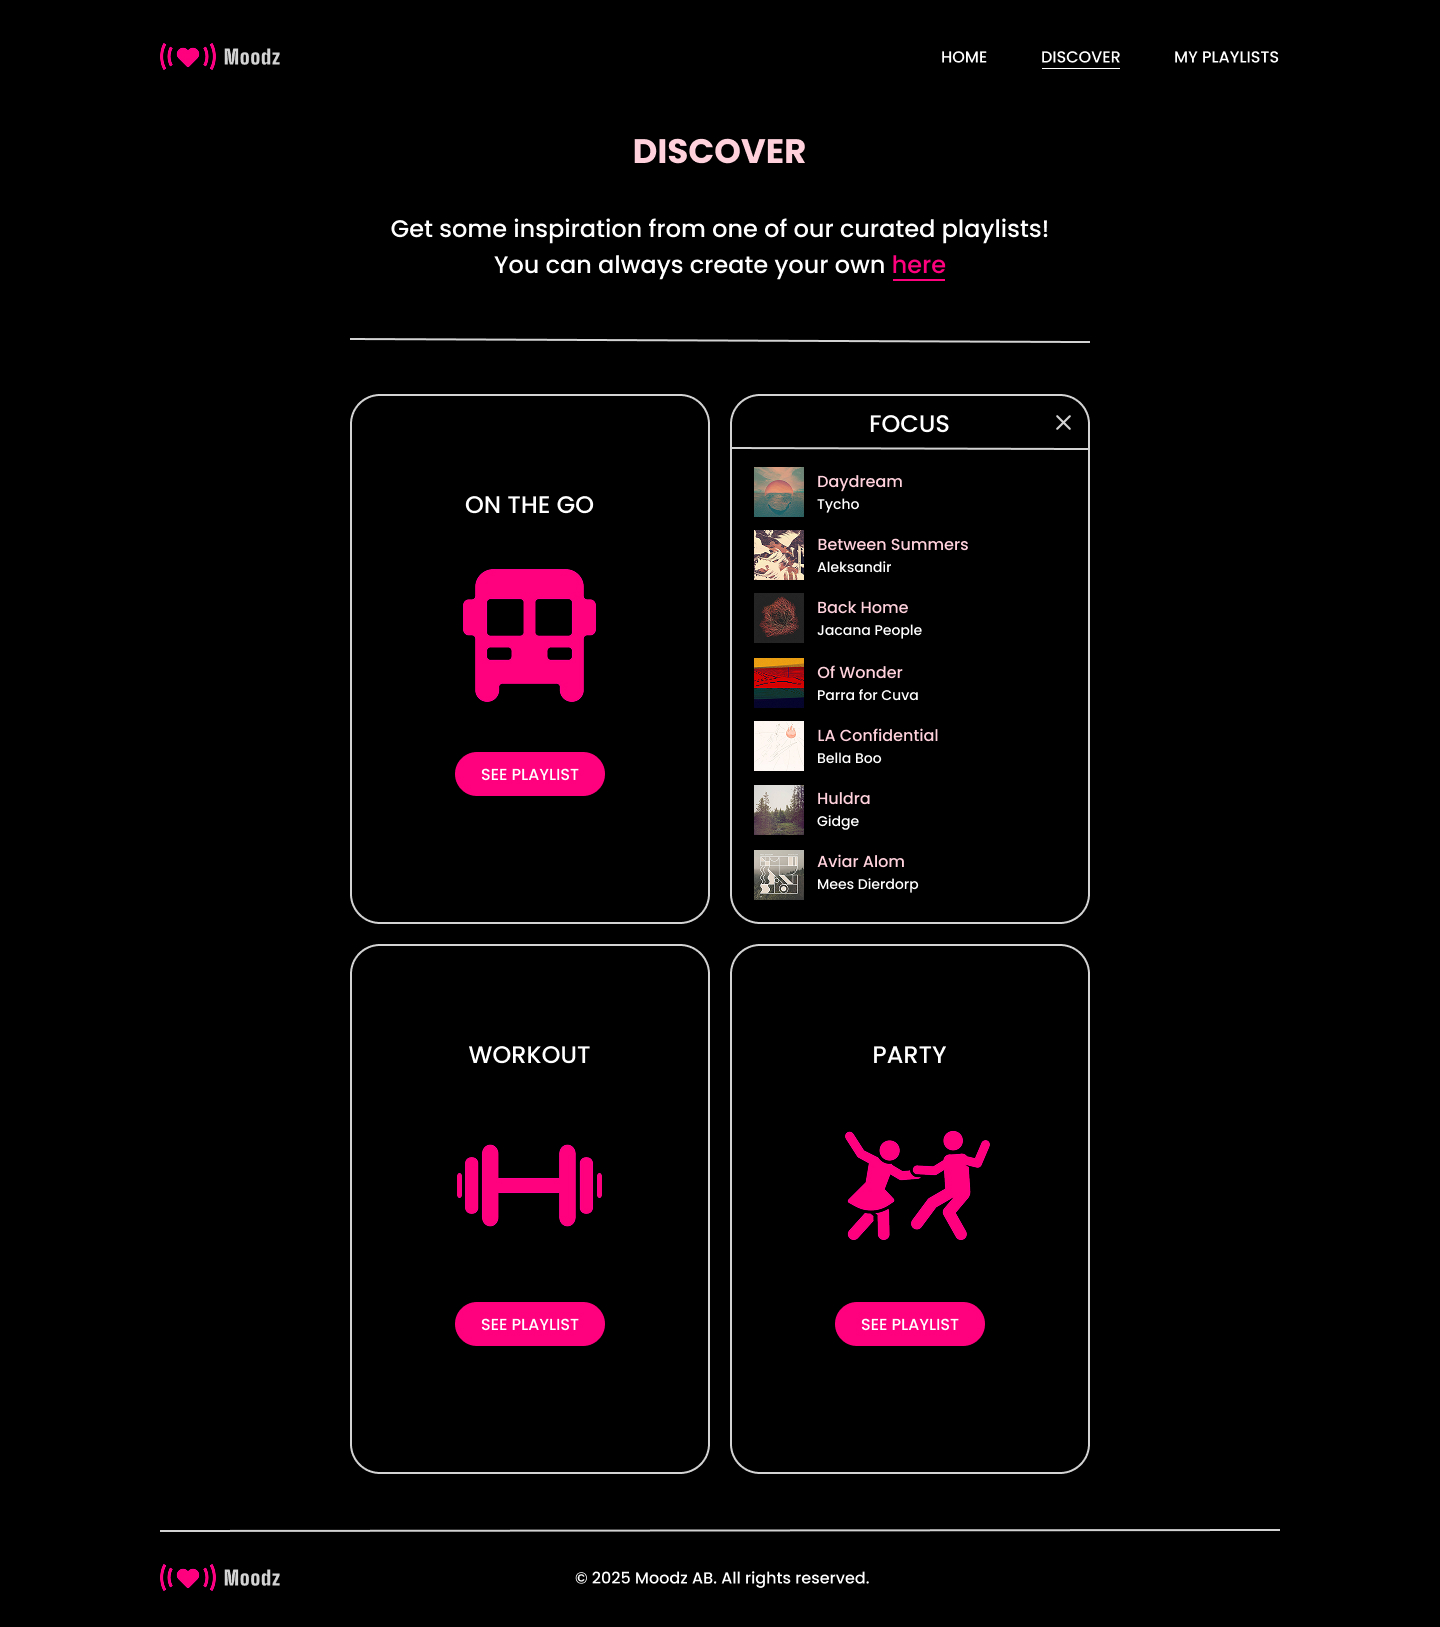 Moodz
HOME
DISCOVER
MY PLAYLISTS
DISCOVER
Get some inspiration from one of our curated playlists!
You can always create your own here
ON THE GO
SEE PLAYLIST
FOCUS
Daydream
Tycho
Between Summers
Aleksandir
Back Home
Jacana People
Of Wonder
Parra for Cuva
LA Confidential
Bella Boo
Huldra
Gidge
Aviar Alom
Mees Dierdorp
WORKOUT
SEE PLAYLIST
PARTY
SEE PLAYLIST
Moodz
© 2025 Moodz AB. All rights reserved.